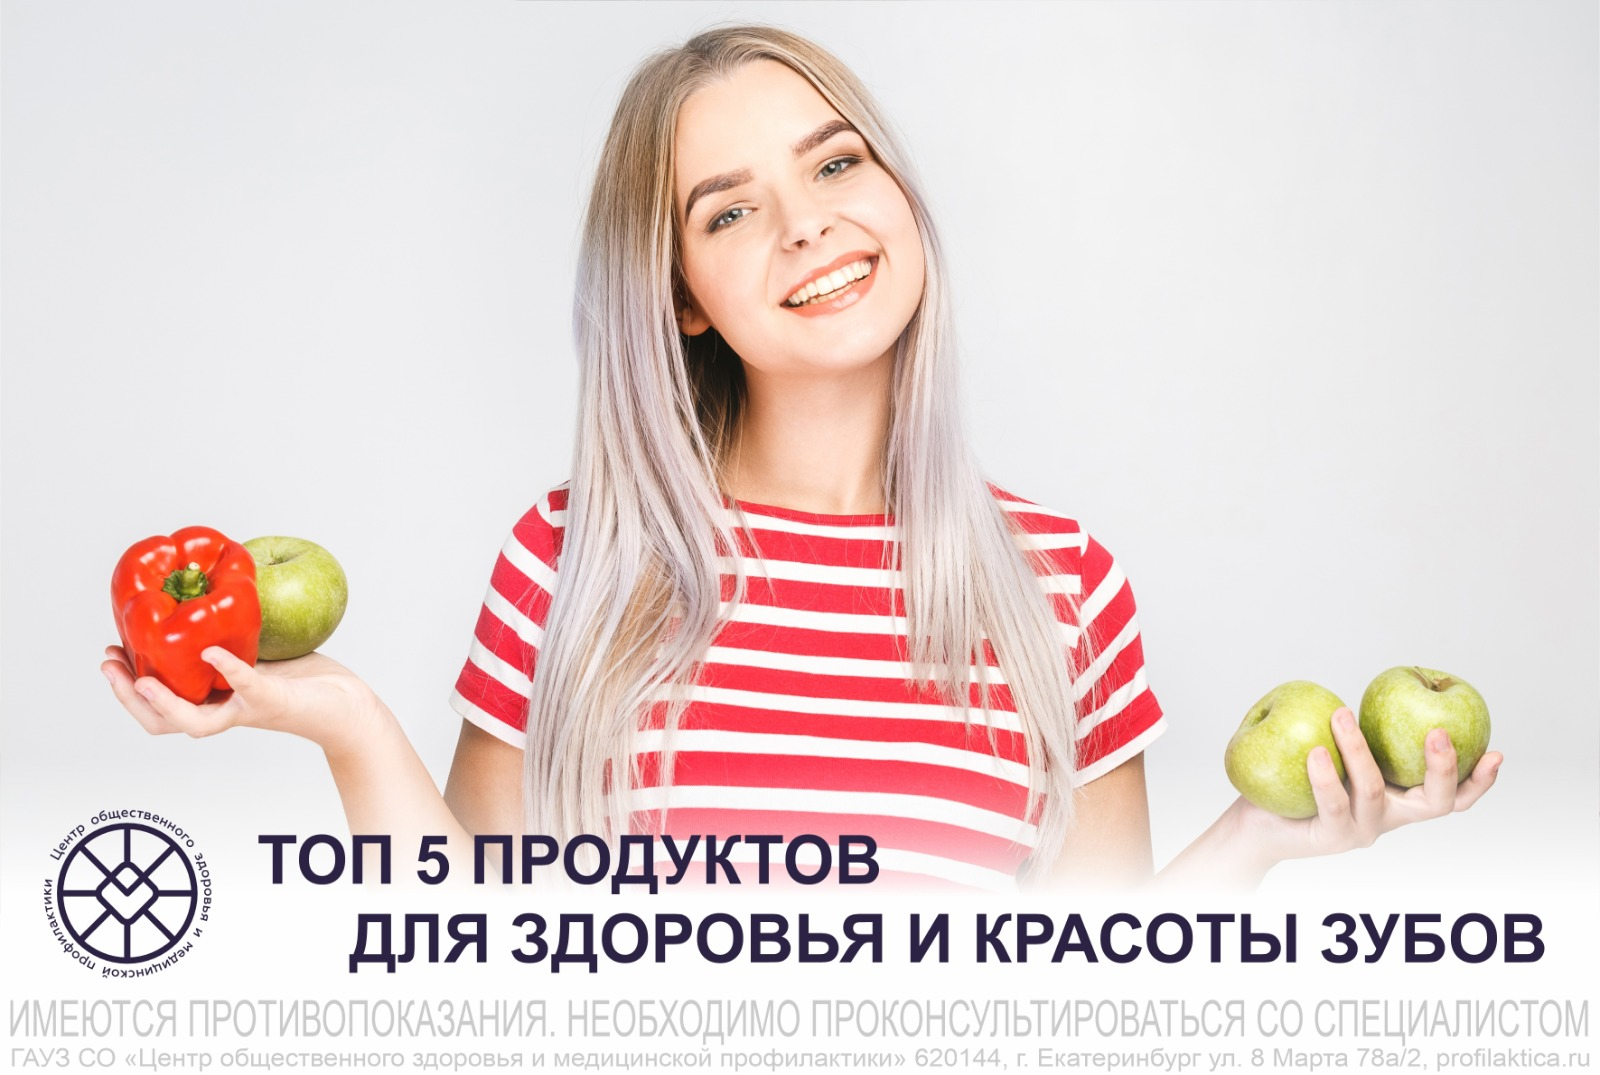 Центр общественного здоровья и медицинской профилактики
ТОП 5 ПРОДУКТОВ
ДЛЯ ЗДОРОВЬЯ И КРАСОТЫ ЗУБОВ
ИМЕЮТСЯ ПРОТИВОПОКАЗАНИЯ. НЕОБХОДИМО ПРОКОНСУЛЬТИРОВАТЬСЯ СО СПЕЦИАЛИСТОМ
ГАУЗ СО «Центр общественного здоровья и медицинской профилактики» 620144, г. Екатеринбург ул. 8 Марта 78а/2, profilaktica.ru